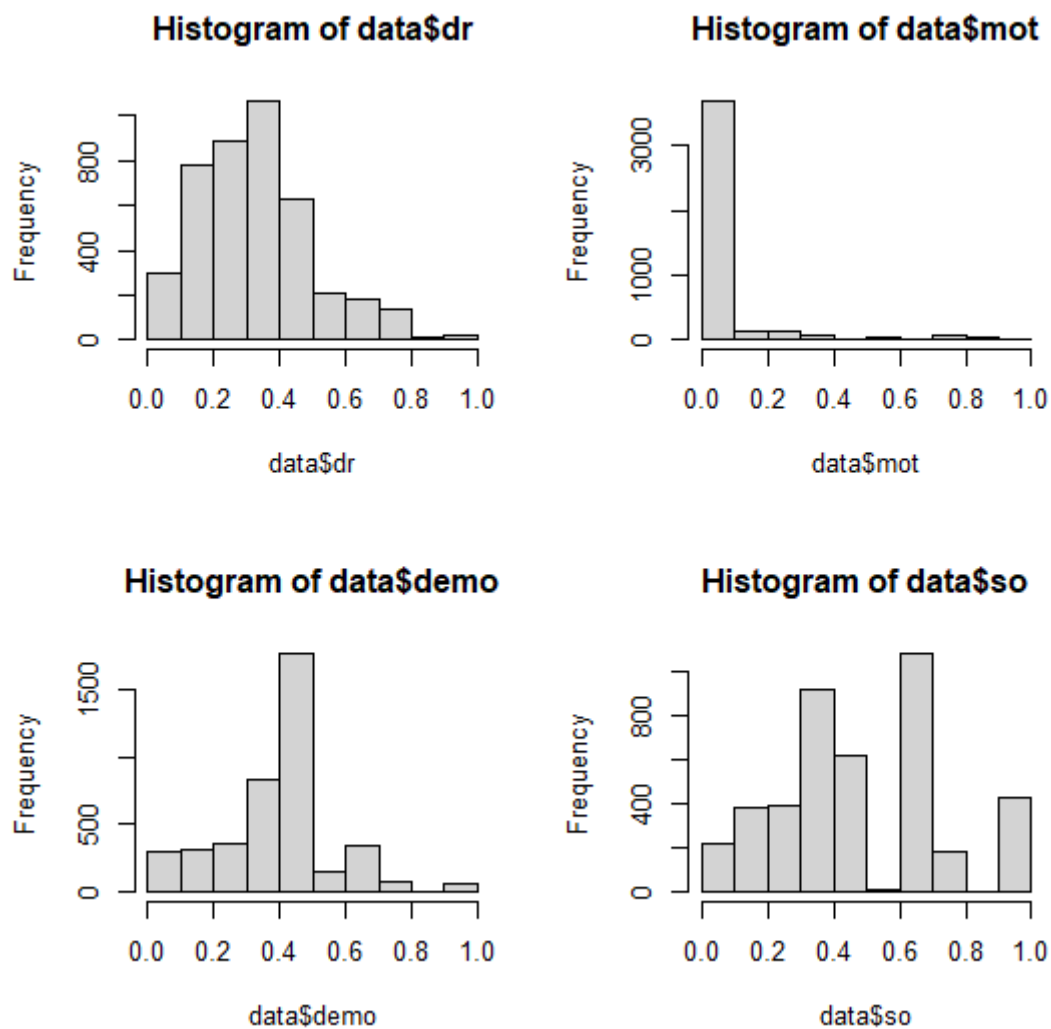 Histogram of data$dr
Frequency
0 400 800
0.0 0.2 0.4 0.6 0.8 1.0
data$dr
Histogram of data$mot
Frequency
0 1000 3000
0.0 0.2 0.4 0.6 0.8 1.0
data$mot
Histogram of data$demo
Frequency
0 500 1500
0.0 0.2 0.4 0.6 0.8 1.0
data$demo
Histogram of data$so
Frequency
0 400 800
0.0 0.2 0.4 0.6 0.8 1.0
data$so